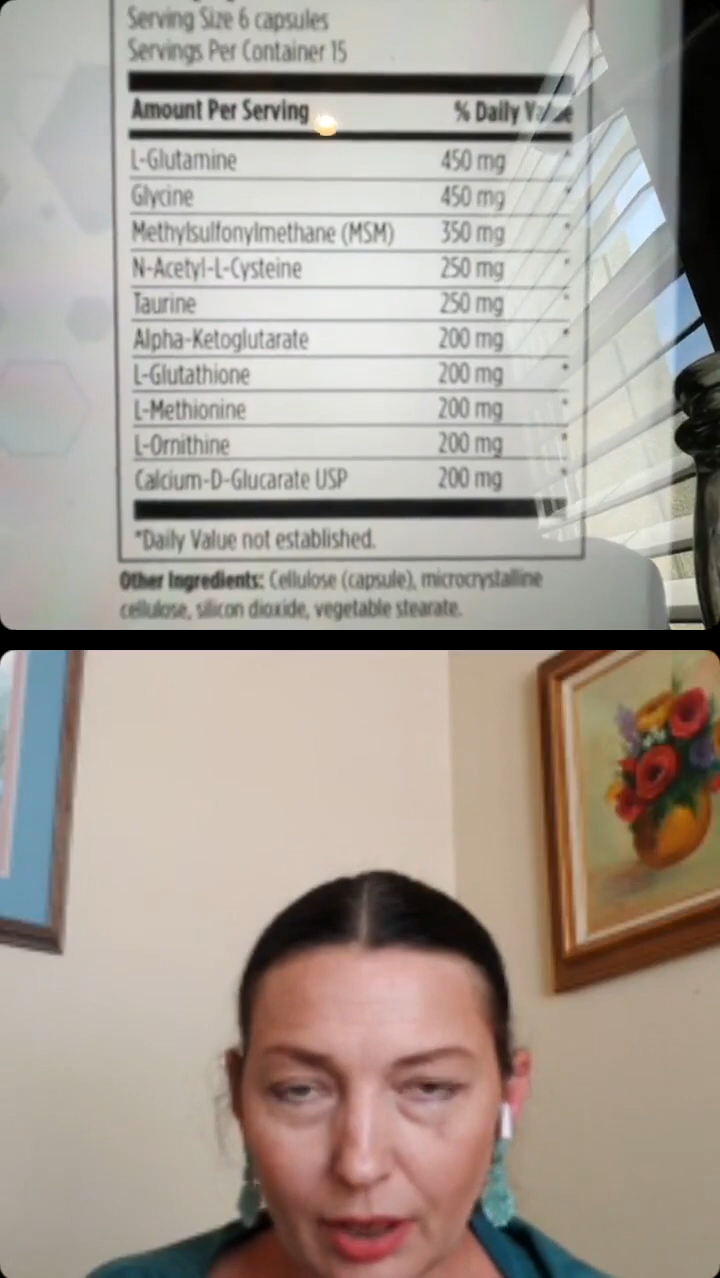 Serving Size 6 capsules
Servings Per Container 15
Amount Per Serving % Daily Value
L-Glutamine 450 mg *
Glycine 450 mg *
Methylsulfonylmethane (MSM) 350 mg *
N-Acetyl-L-Cysteine 250 mg *
Taurine 250 mg *
Alpha-Ketoglutarate 200 mg *
L-Glutathione 200 mg *
L-Methionine 200 mg *
L-Ornithine 200 mg *
Calcium-D-Glucarate USP 200 mg *
*Daily Value not established.
Other Ingredients: Cellulose (capsule), microcrystalline
cellulose, silicon dioxide, vegetable stearate.